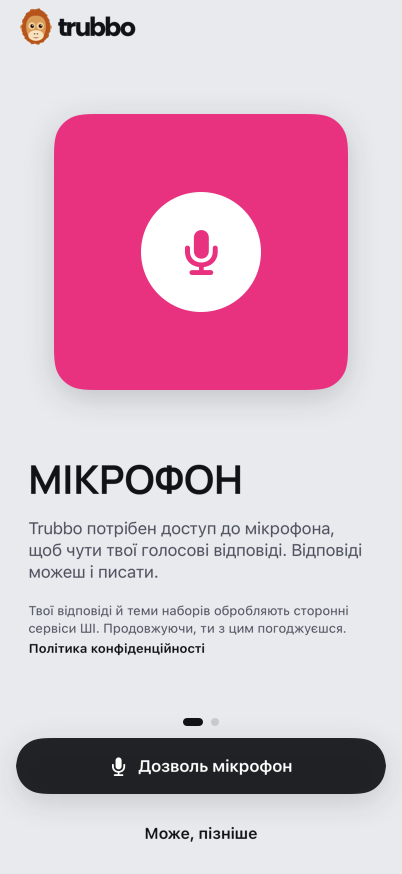 trubbo
МІКРОФОН
Trubbo потрібен доступ до мікрофона,
щоб чути твої голосові відповіді. Відповіді
можеш і писати.
Твої відповіді й теми наборів обробляють сторонні
сервіси ШІ. Продовжуючи, ти з цим погоджуєшся.
Політика конфіденційності
Дозволь мікрофон
Може, пізніше